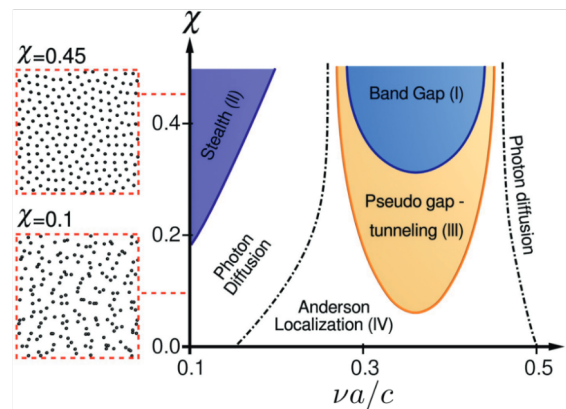 χ
χ=0.45
χ=0.1
0.4
0.2
0.0
Stealth (II)
Photon
Diffusion
Band Gap (I)
Pseudo gap -
tunneling (III)
Anderson
Localization (IV)
Photon diffusion
0.1
0.3
0.5
νa/c